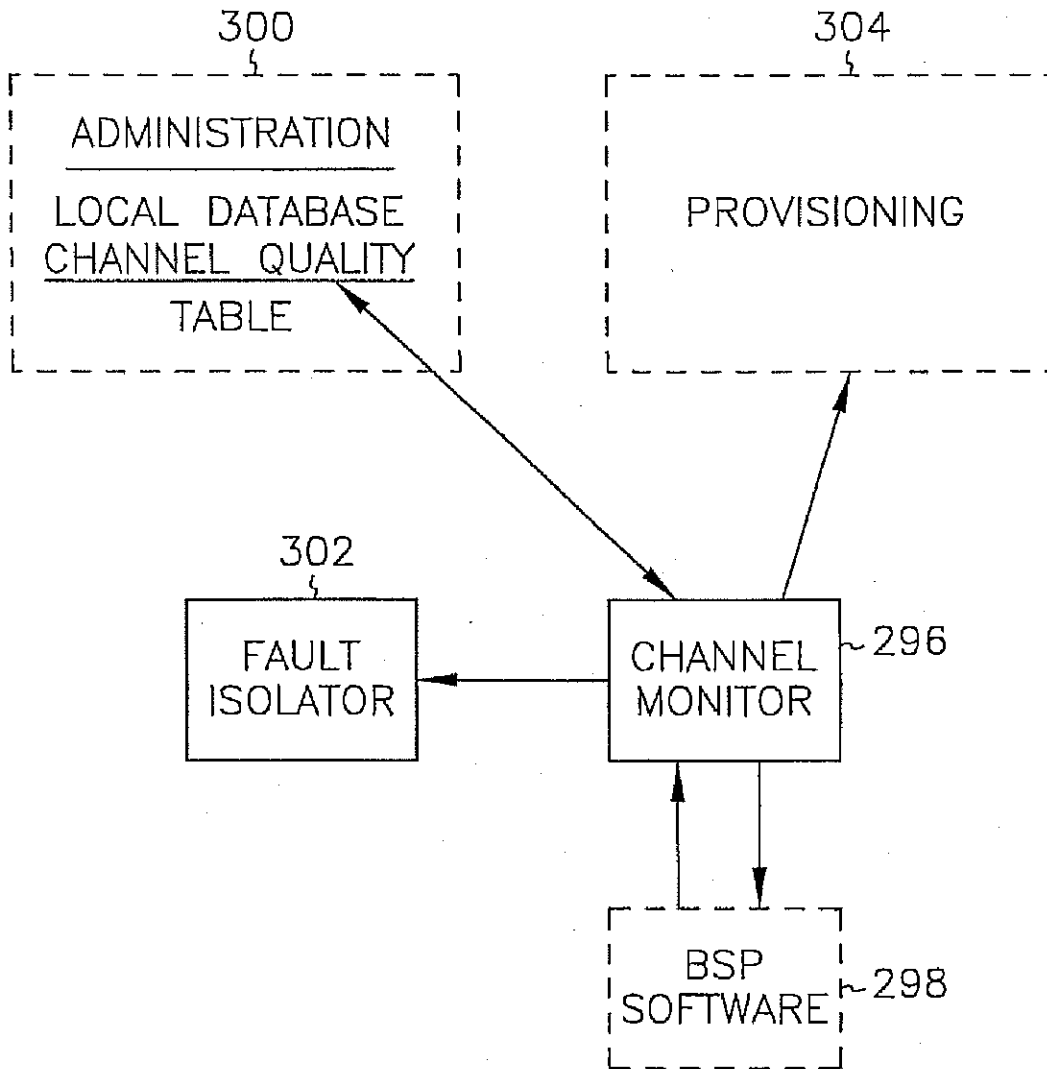 300
ADMINISTRATION
LOCAL DATABASE
CHANNEL QUALITY
TABLE
304
PROVISIONING
302
FAULT
ISOLATOR
CHANNEL
MONITOR
296
BSP
SOFTWARE
298